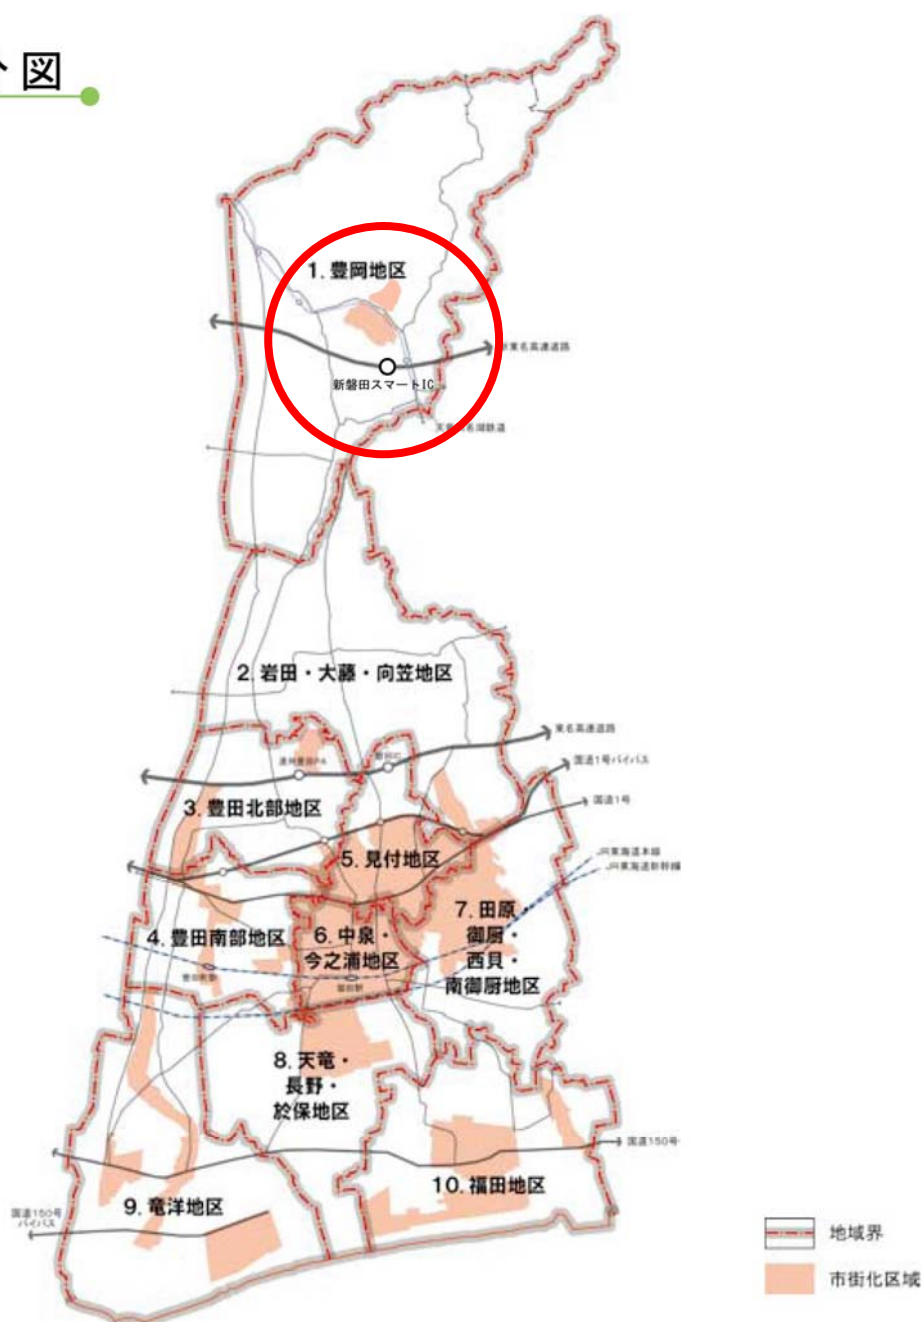 図
1. 豊岡地区
新東名高速道路
新磐田スマートIC
2. 岩田・大藤・向笠地区
東名高速道路
国道1号バイパス
3. 豊田北部地区
国道1号
5. 見付地区
JR東海道本線
JR東海道新幹線
7. 田原・
御厨・
西貝・
南御厨地区
4. 豊田南部地区
6. 中泉・
今之浦地区
磐田駅
8. 天竜・
長野・
於保地区
国道150号
10. 福田地区
9. 竜洋地区
国道150号
バイパス
地域界
市街化区域